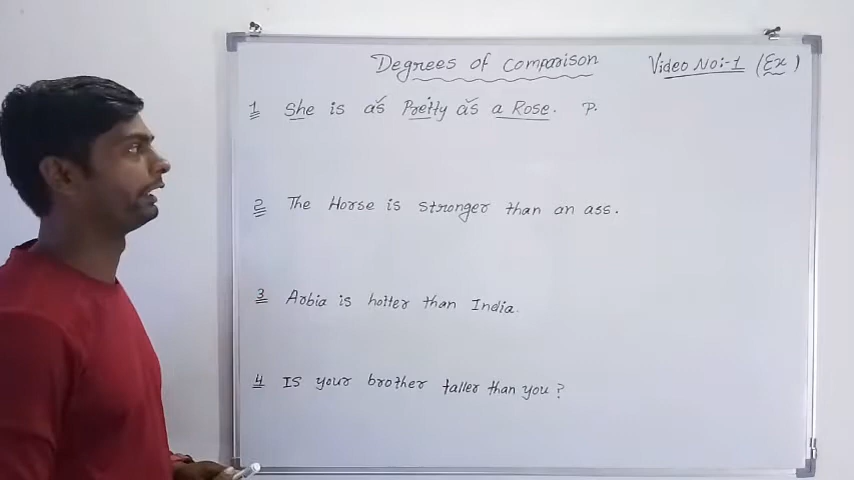 Degrees of comparison Video No:-1 (Ex)
1 She is as Pretty as a Rose. P.
2 The Horse is stronger than an ass.
3 Arbia is hotter than India.
4 Is your brother taller than you?